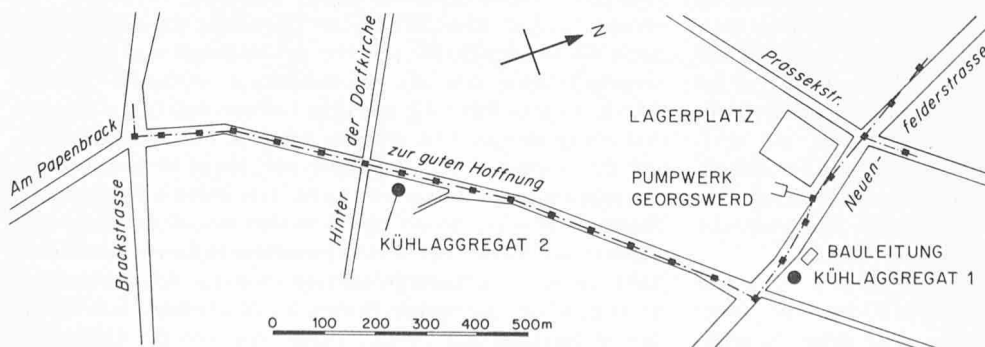 N
Prassekstr.
felderstrasse
Neuen-
LAGERPLATZ
Am Papenbrack
Hinter der Dorfkirche
zur guten Hoffnung
PUMPWERK
GEORGSWERD
Brackstrasse
KÜHLAGGREGAT 2
BAULEITUNG
KÜHLAGGREGAT 1
0 100 200 300 400 500m